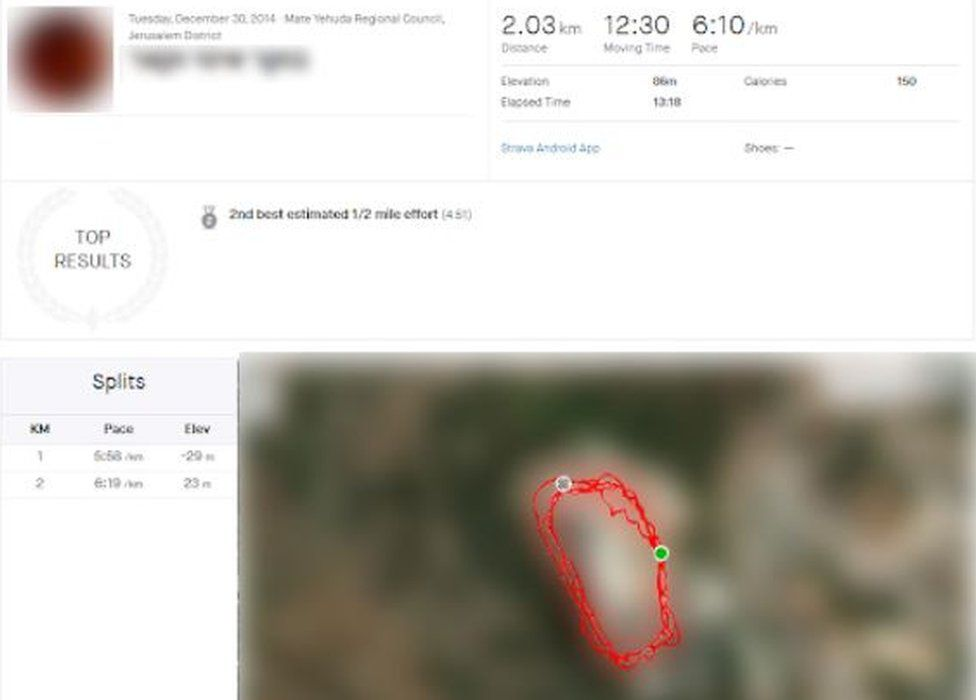 Tuesday, December 30, 2014 · Mate Yehuda Regional Council,
Jerusalem District
2.03 km 12:30 6:10 /km
Distance Moving Time Pace
Elevation 86m Calories 150
Elapsed Time 13:18
Strava Android App Shoes: —
TOP
RESULTS
2
2nd best estimated 1/2 mile effort (4:51)
Splits
KM Pace Elev
1 5:58 /km -29 m
2 6:19 /km 23 m